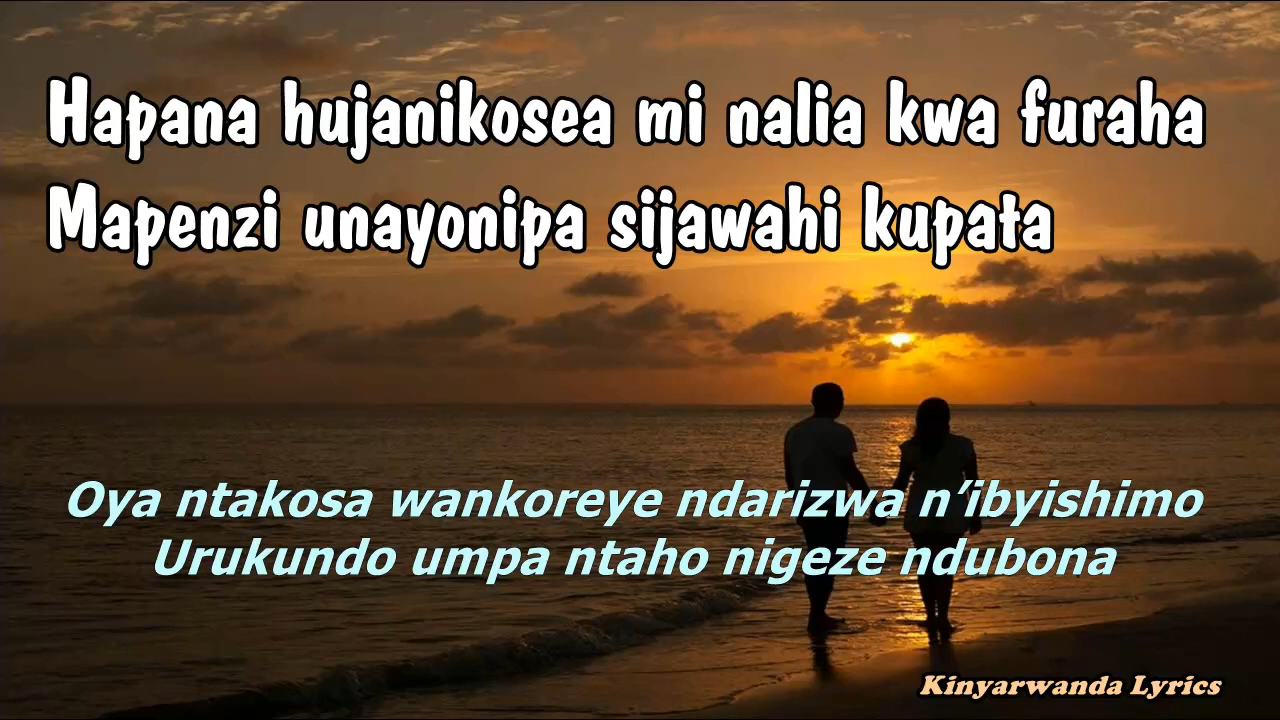 Hapana hujanikosea mi nalia kwa furaha
Mapenzi unayonipa sijawahi kupata
Oya ntakosa wankoreye ndarizwa n’ibyishimo
Urukundo umpa ntaho nigeze ndubona
Kinyarwanda Lyrics